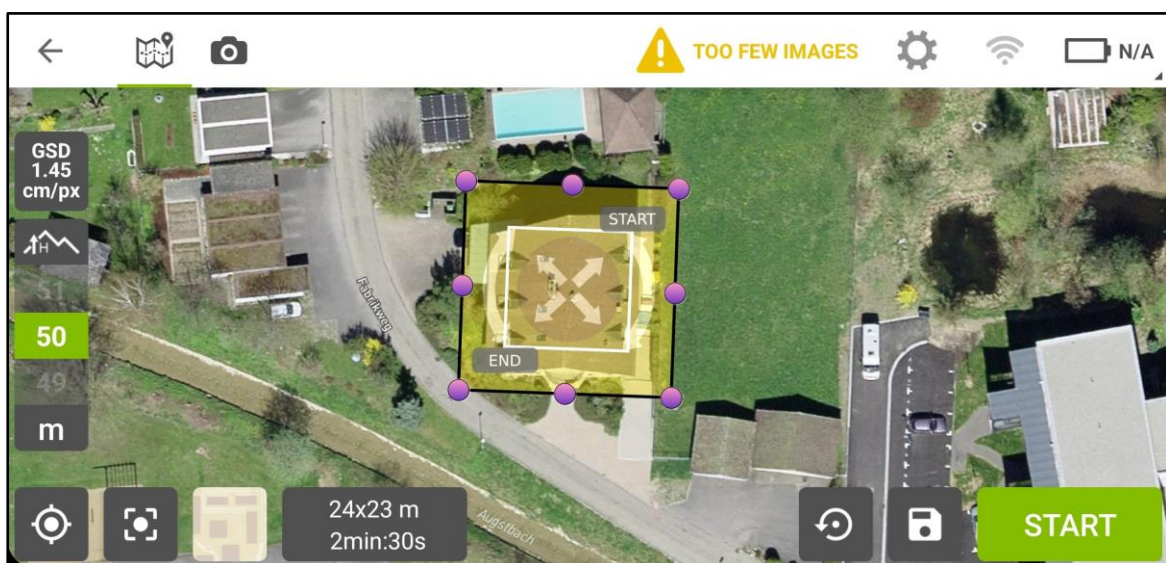 TOO FEW IMAGES
N/A
GSD
1.45
cm/px
H
51
50
49
m
START
END
Fabrikweg
Augstbach
24x23 m
2min:30s
START